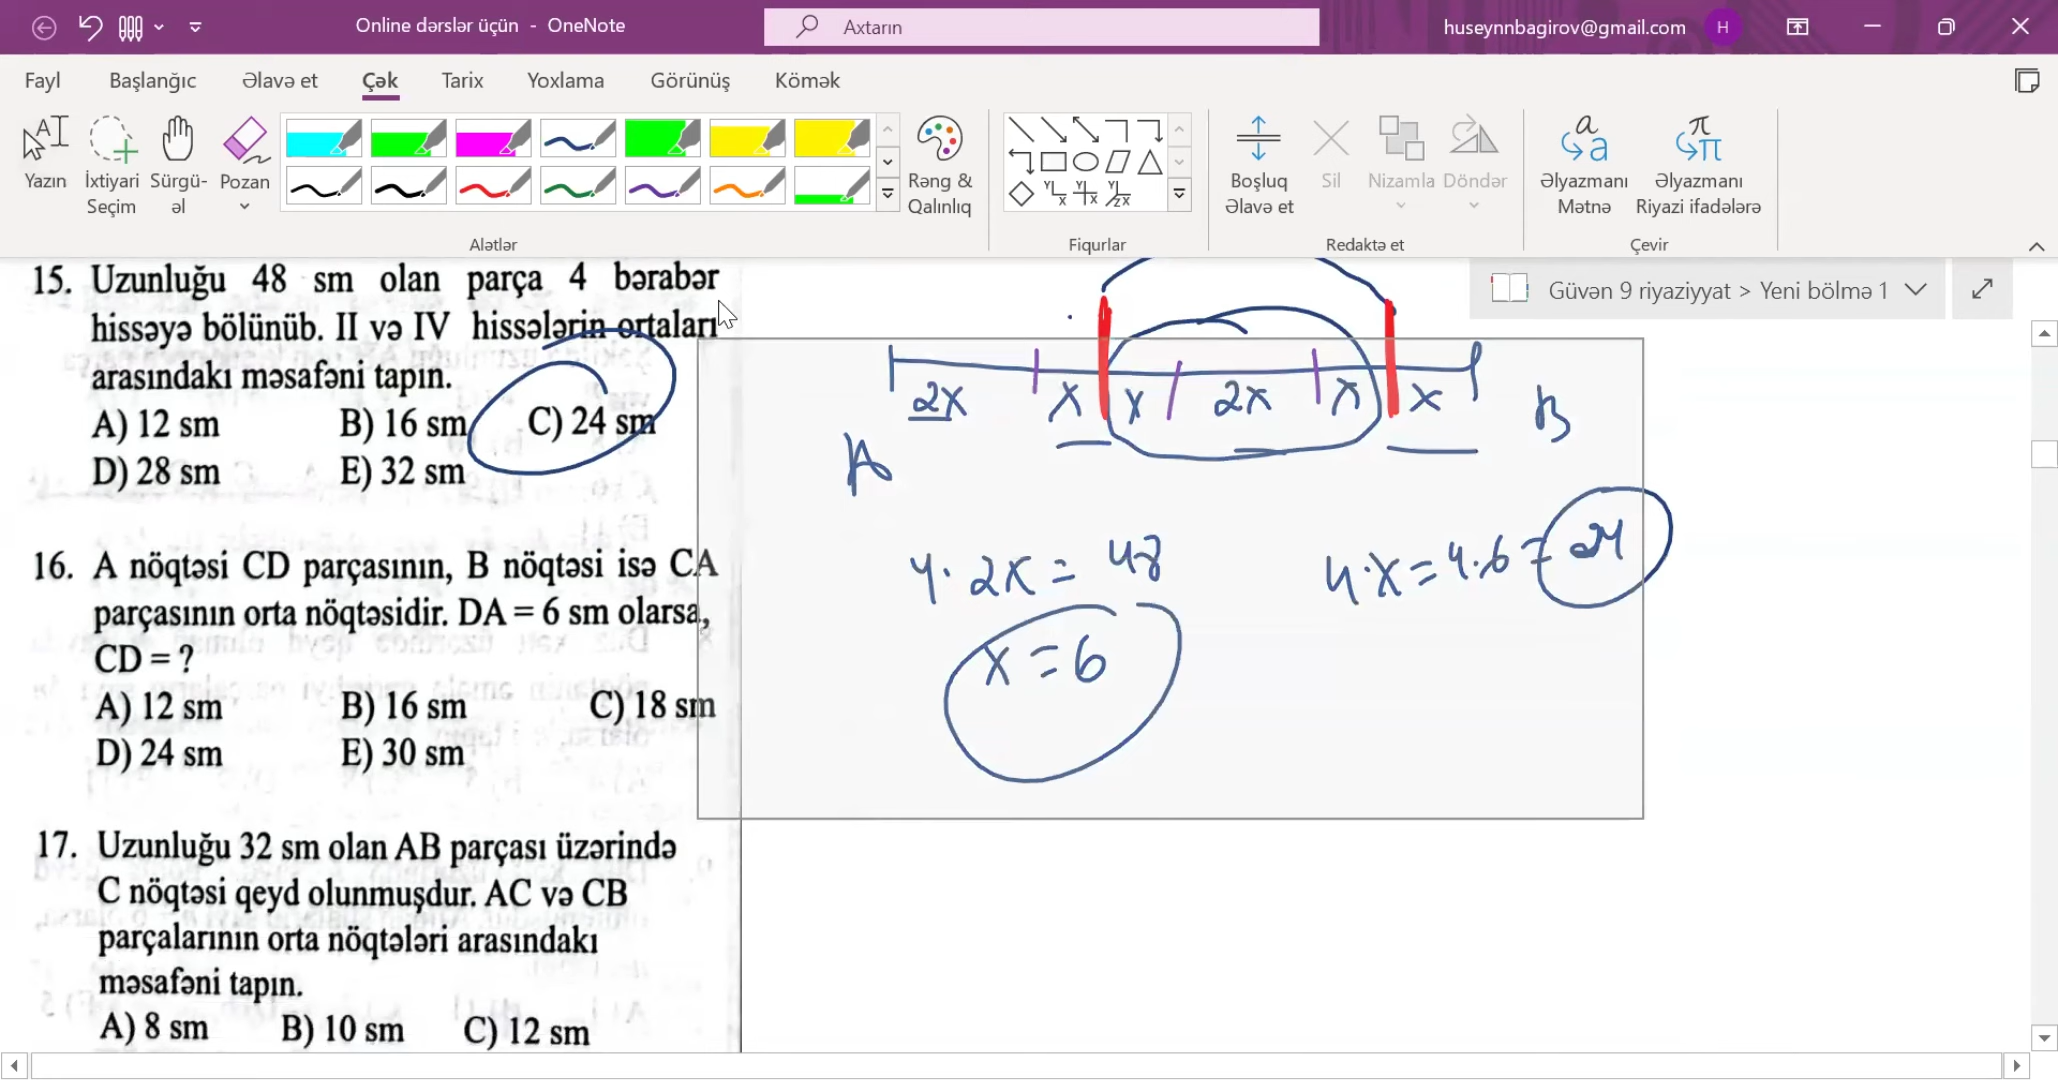 Online dərslər üçün - OneNote
Axtarın
huseynnbagirov@gmail.com
H
Fayl Başlanğıc Əlavə et Çək Tarix Yoxlama Görünüş Kömək
Yazın
İxtiyari Seçim
Sürgü-əl
Pozan
Rəng & Qalınlıq
Boşluq Əlavə et
Sil
Nizamla
Döndər
Əlyazmanı Mətnə
Əlyazmanı Riyazi ifadələrə
Alətlər
Fiqurlar
Redaktə et
Çevir
Güvən 9 riyaziyyat > Yeni bölmə 1
15. Uzunluğu 48 sm olan parça 4 bərabər
hissəyə bölünüb. II və IV hissələrin ortaları
arasındakı məsafəni tapın.
A) 12 sm B) 16 sm C) 24 sm
D) 28 sm E) 32 sm
16. A nöqtəsi CD parçasının, B nöqtəsi isə CA
parçasının orta nöqtəsidir. DA = 6 sm olarsa,
CD = ?
A) 12 sm B) 16 sm C) 18 sm
D) 24 sm E) 30 sm
17. Uzunluğu 32 sm olan AB parçası üzərində
C nöqtəsi qeyd olunmuşdur. AC və CB
parçalarının orta nöqtələri arasındakı
məsafəni tapın.
A) 8 sm B) 10 sm C) 12 sm
2x x x 2x x x
A B
4·2x = 48
x = 6
4·x = 4·6 = 24